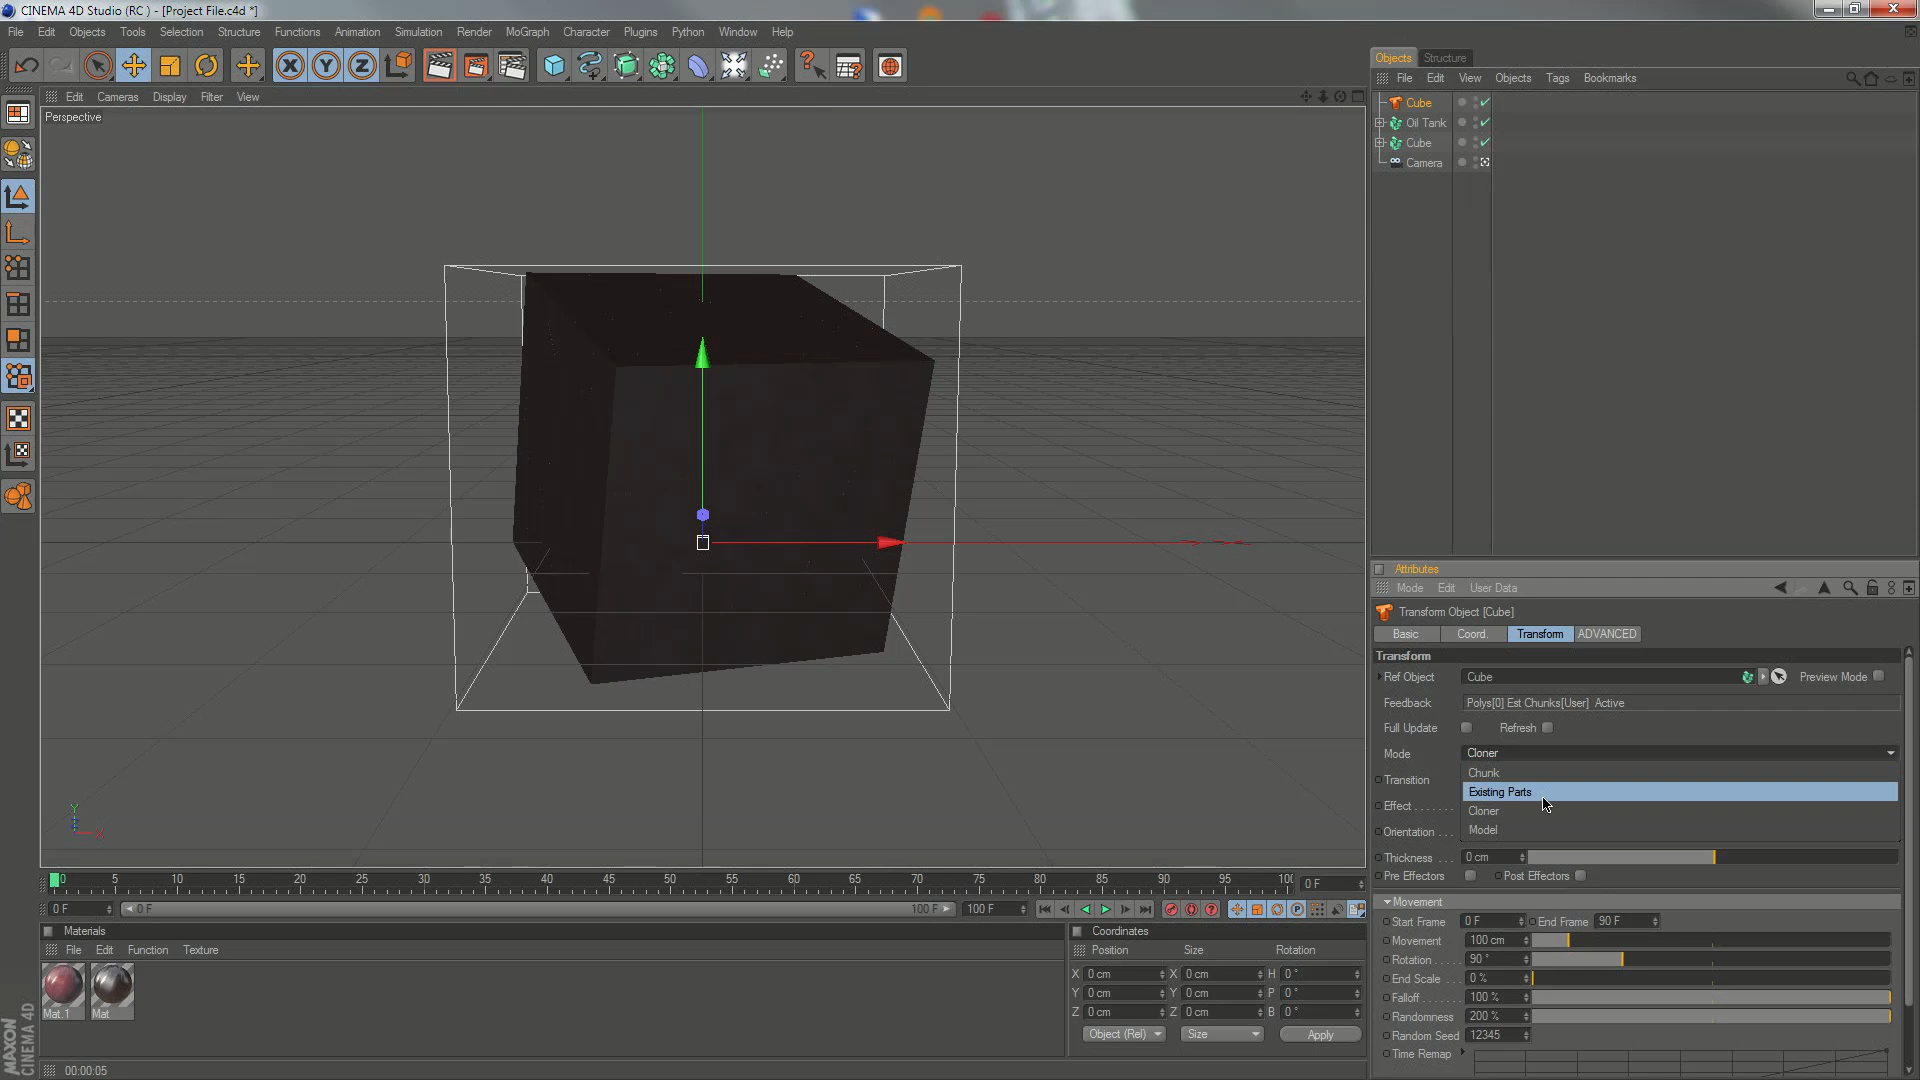 CINEMA 4D Studio (RC ) - [Project File.c4d *]
File Edit Objects Tools Selection Structure Functions Animation Simulation Render MoGraph Character Plugins Python Window Help
Edit Cameras Display Filter View
Perspective
Y
X
0 5 10 15 20 25 30 35 40 45 50 55 60 65 70 75 80 85 90 95 100
0 F
0 F 0 F 100 F 100 F
Materials
File Edit Function Texture
Mat.1 Mat
Coordinates
Position Size Rotation
X 0 cm X 0 cm H 0 °
Y 0 cm Y 0 cm P 0 °
Z 0 cm Z 0 cm B 0 °
Object (Rel) Size Apply
MAXON
CINEMA 4D
00:00:05
Objects Structure
File Edit View Objects Tags Bookmarks
Cube
Oil Tank
Cube
Camera
Attributes
Mode Edit User Data
Transform Object [Cube]
Basic Coord. Transform ADVANCED
Transform
Ref Object Cube Preview Mode
Feedback Polys[0] Est Chunks[User] Active
Full Update Refresh
Mode Cloner
Chunk
Transition
Existing Parts
Effect . . . . . . .
Cloner
Orientation . . .
Model
Thickness . . . 0 cm
Pre Effectors Post Effectors
Movement
Start Frame 0 F End Frame 90 F
Movement 100 cm
Rotation . . . . 90 °
End Scale . . 0 %
Falloff . . . . . . . 100 %
Randomness 200 %
Random Seed 12345
Time Remap